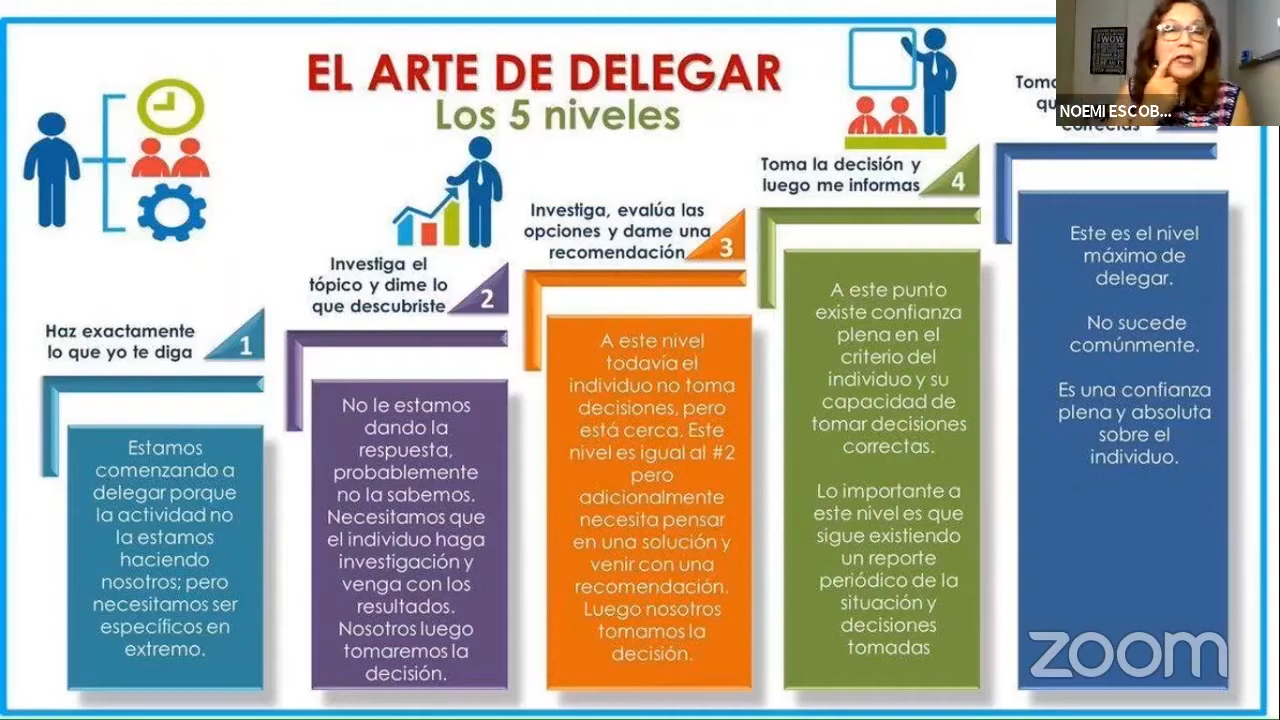 EL ARTE DE DELEGAR
Los 5 niveles
Haz exactamente
lo que yo te diga
1
Estamos
comenzando a
delegar porque
la actividad no
la estamos
haciendo
nosotros; pero
necesitamos ser
específicos en
extremo.
Investiga el
tópico y dime lo
que descubriste
2
No le estamos
dando la
respuesta,
probablemente
no la sabemos.
Necesitamos que
el individuo haga
investigación y
venga con los
resultados.
Nosotros luego
tomaremos la
decisión.
Investiga, evalúa las
opciones y dame una
recomendación
3
A este nivel
todavía el
individuo no toma
decisiones, pero
está cerca. Este
nivel es igual al #2
pero
adicionalmente
necesita pensar
en una solución y
venir con una
recomendación.
Luego nosotros
tomamos la
decisión.
Toma la decisión y
luego me informas
4
A este punto
existe confianza
plena en el
criterio del
individuo y su
capacidad de
tomar decisiones
correctas.
Lo importante a
este nivel es que
sigue existiendo
un reporte
periódico de la
situación y
decisiones
tomadas
Este es el nivel
máximo de
delegar.
No sucede
comúnmente.
Es una confianza
plena y absoluta
sobre el
individuo.
NOEMI ESCOB...
WOW
zoom